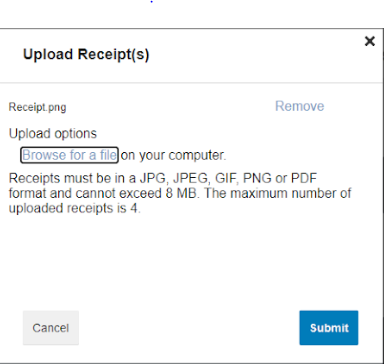 Upload Receipt(s)
Receipt.png Remove
Upload options
Browse for a file on your computer.
Receipts must be in a JPG, JPEG, GIF, PNG or PDF
format and cannot exceed 8 MB. The maximum number of
uploaded receipts is 4.
Cancel Submit